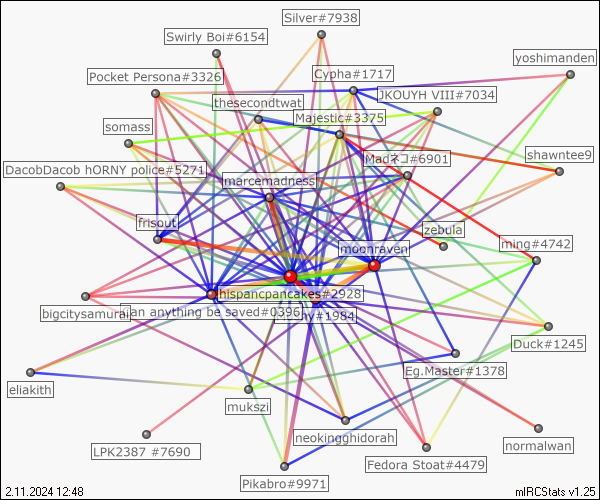 Silver#7938
Swirly Boi#6154
yoshimanden
Pocket Persona#3326
Cypha#1717
JKOUYH VIII#7034
thesecondtwat
Majestic#3375
somass
shawntee9
DacobDacob hORNY police#5271
Madネコ#6901
marcemadness
frisout
zebula
ming#4742
moonraven
hispancpancakes#2928
bigcitysamurai
an anything be saved#0396
#1984
Duck#1245
Eg.Master#1378
eliakith
mukszi
neokingghidorah
normalwan
LPK2387 #7690
Fedora Stoat#4479
Pikabro#9971
2.11.2024 12:48
mIRCStats v1.25